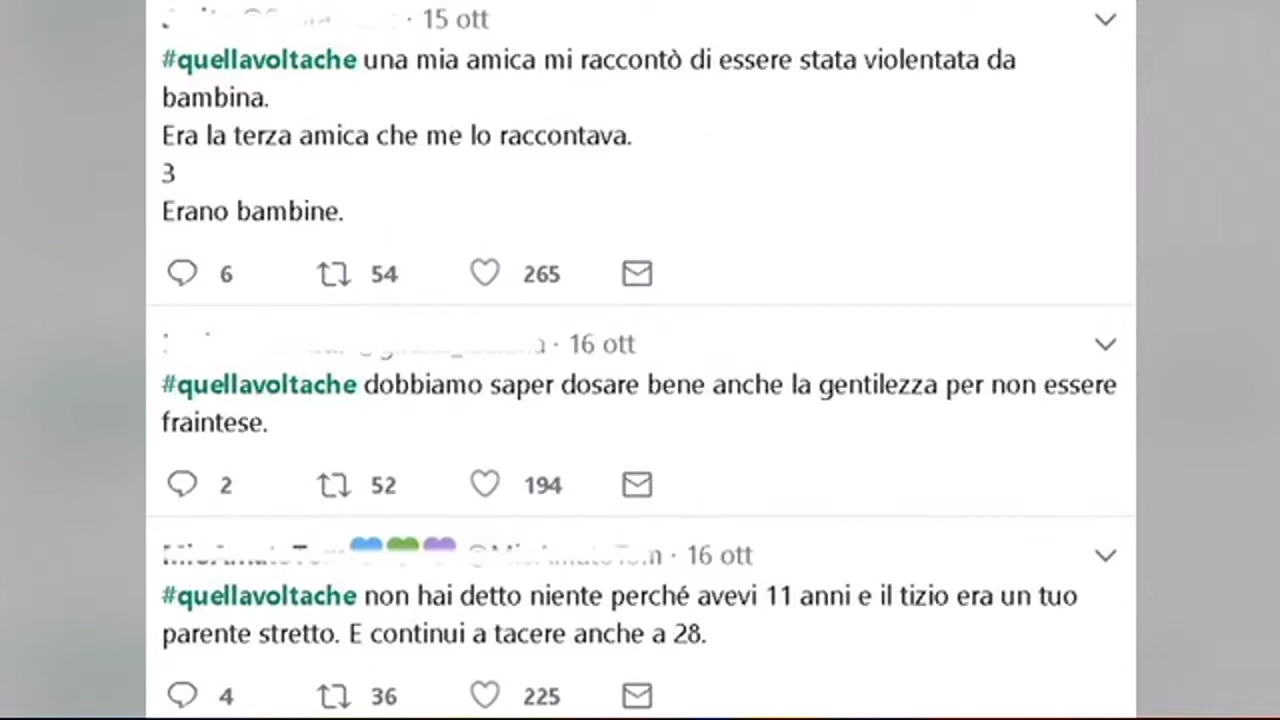 · 15 ott
#quellavoltache una mia amica mi raccontò di essere stata violentata da
bambina.
Era la terza amica che me lo raccontava.
3
Erano bambine.
6 54 265
· 16 ott
#quellavoltache dobbiamo saper dosare bene anche la gentilezza per non essere
fraintese.
2 52 194
· 16 ott
#quellavoltache non hai detto niente perché avevi 11 anni e il tizio era un tuo
parente stretto. E continui a tacere anche a 28.
4 36 225